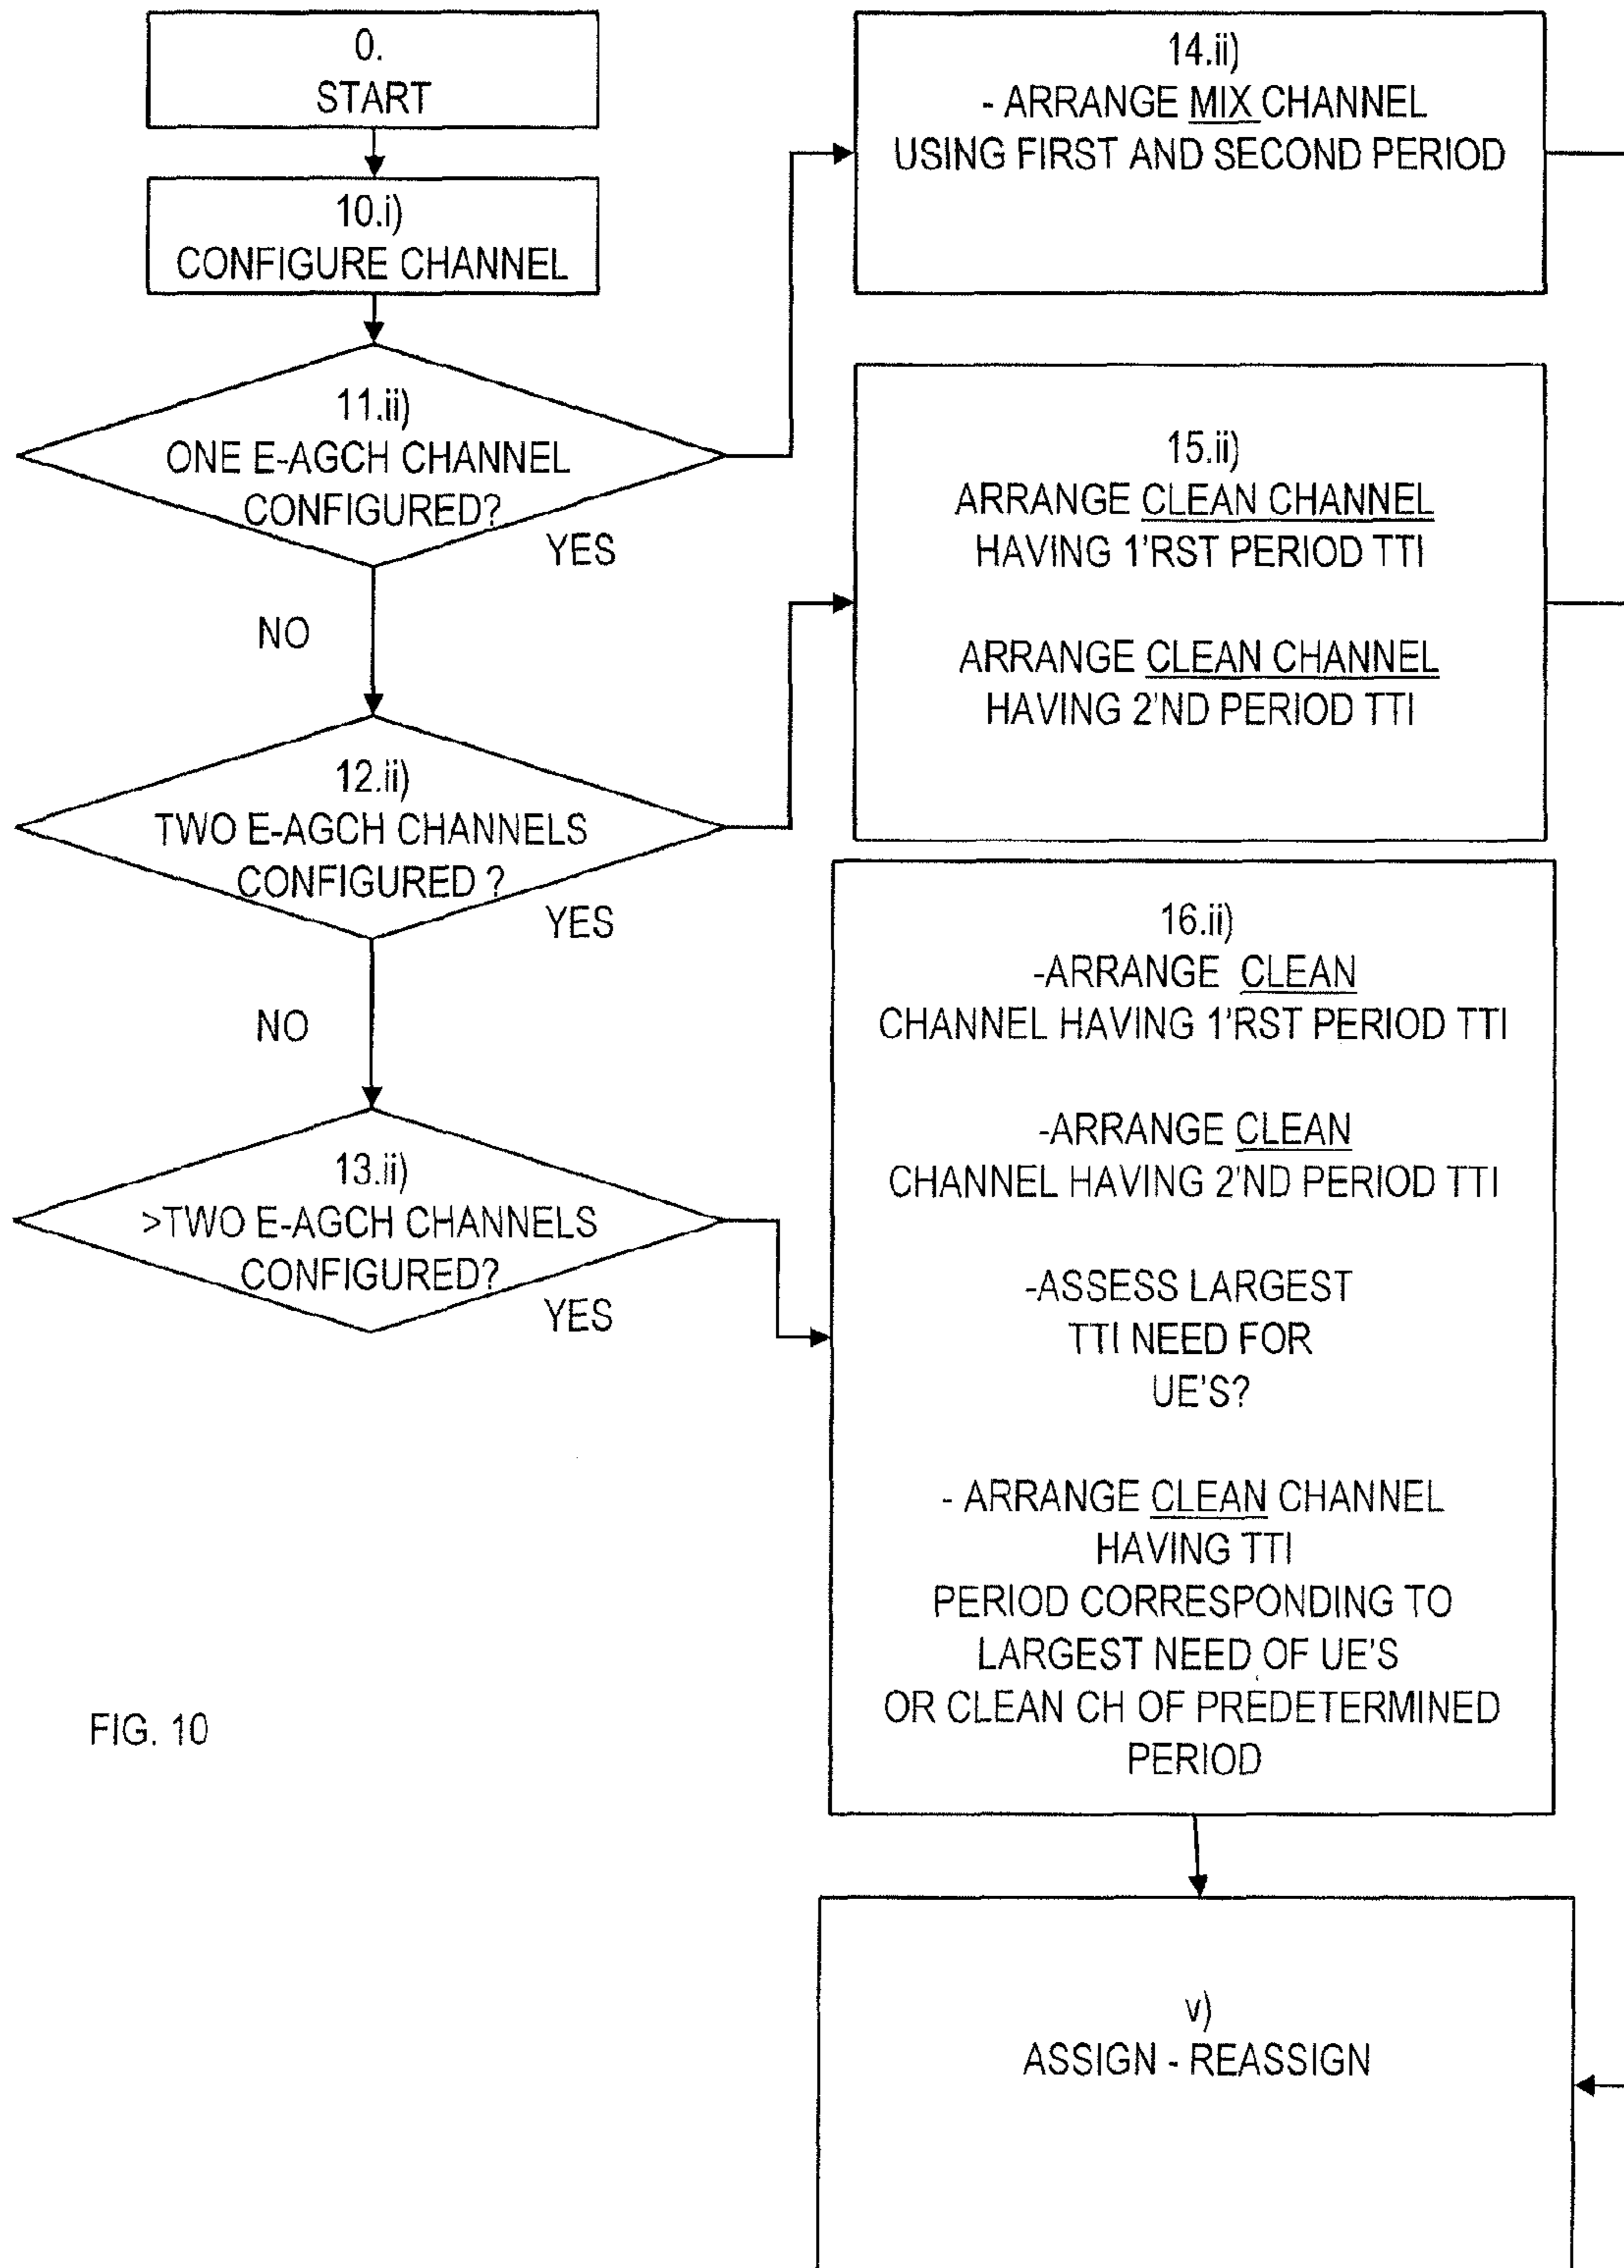 0.
START
10.i)
CONFIGURE CHANNEL
11.ii)
ONE E-AGCH CHANNEL
CONFIGURED?
YES
NO
12.ii)
TWO E-AGCH CHANNELS
CONFIGURED ?
YES
NO
13.ii)
>TWO E-AGCH CHANNELS
CONFIGURED?
YES
14.ii)
- ARRANGE MIX CHANNEL
USING FIRST AND SECOND PERIOD
15.ii)
ARRANGE CLEAN CHANNEL
HAVING 1'RST PERIOD TTI
ARRANGE CLEAN CHANNEL
HAVING 2'ND PERIOD TTI
16.ii)
-ARRANGE CLEAN
CHANNEL HAVING 1'RST PERIOD TTI
-ARRANGE CLEAN
CHANNEL HAVING 2'ND PERIOD TTI
-ASSESS LARGEST
TTI NEED FOR
UE'S?
- ARRANGE CLEAN CHANNEL
HAVING TTI
PERIOD CORRESPONDING TO
LARGEST NEED OF UE'S
OR CLEAN CH OF PREDETERMINED
PERIOD
v)
ASSIGN - REASSIGN
FIG. 10